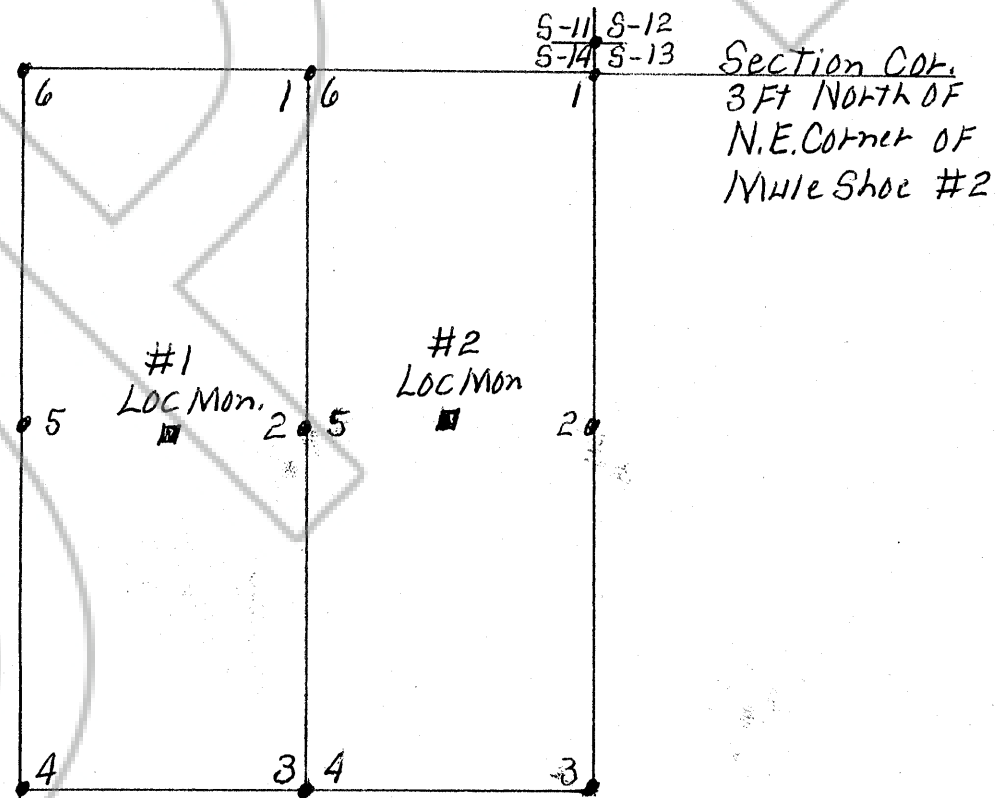 S-11 S-12
S-14 S-13
Section Cor.
3 Ft North OF
N.E. Corner OF
Mule Shoe #2
6 1 6 1
#1
Loc Mon.
#2
Loc Mon
5 2 5 2
4 3 4 3